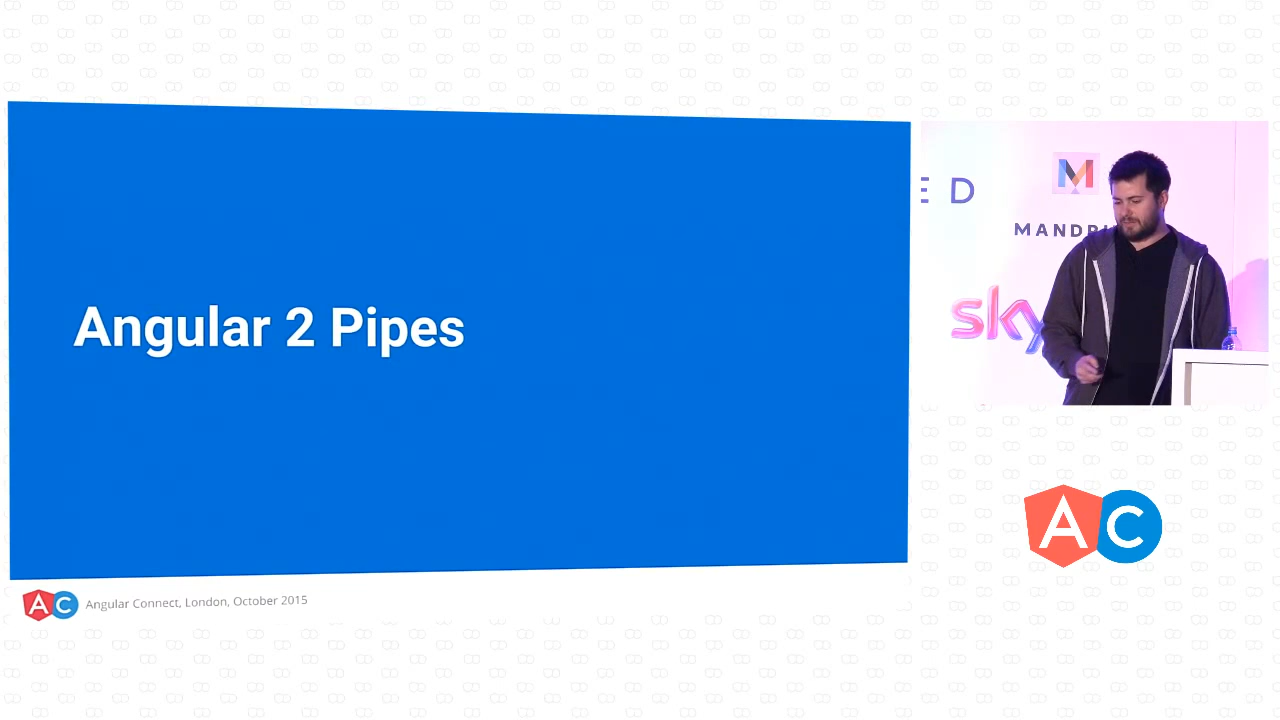 Angular 2 Pipes
Angular Connect, London, October 2015
E D
MANDRI
sky
AC
AC